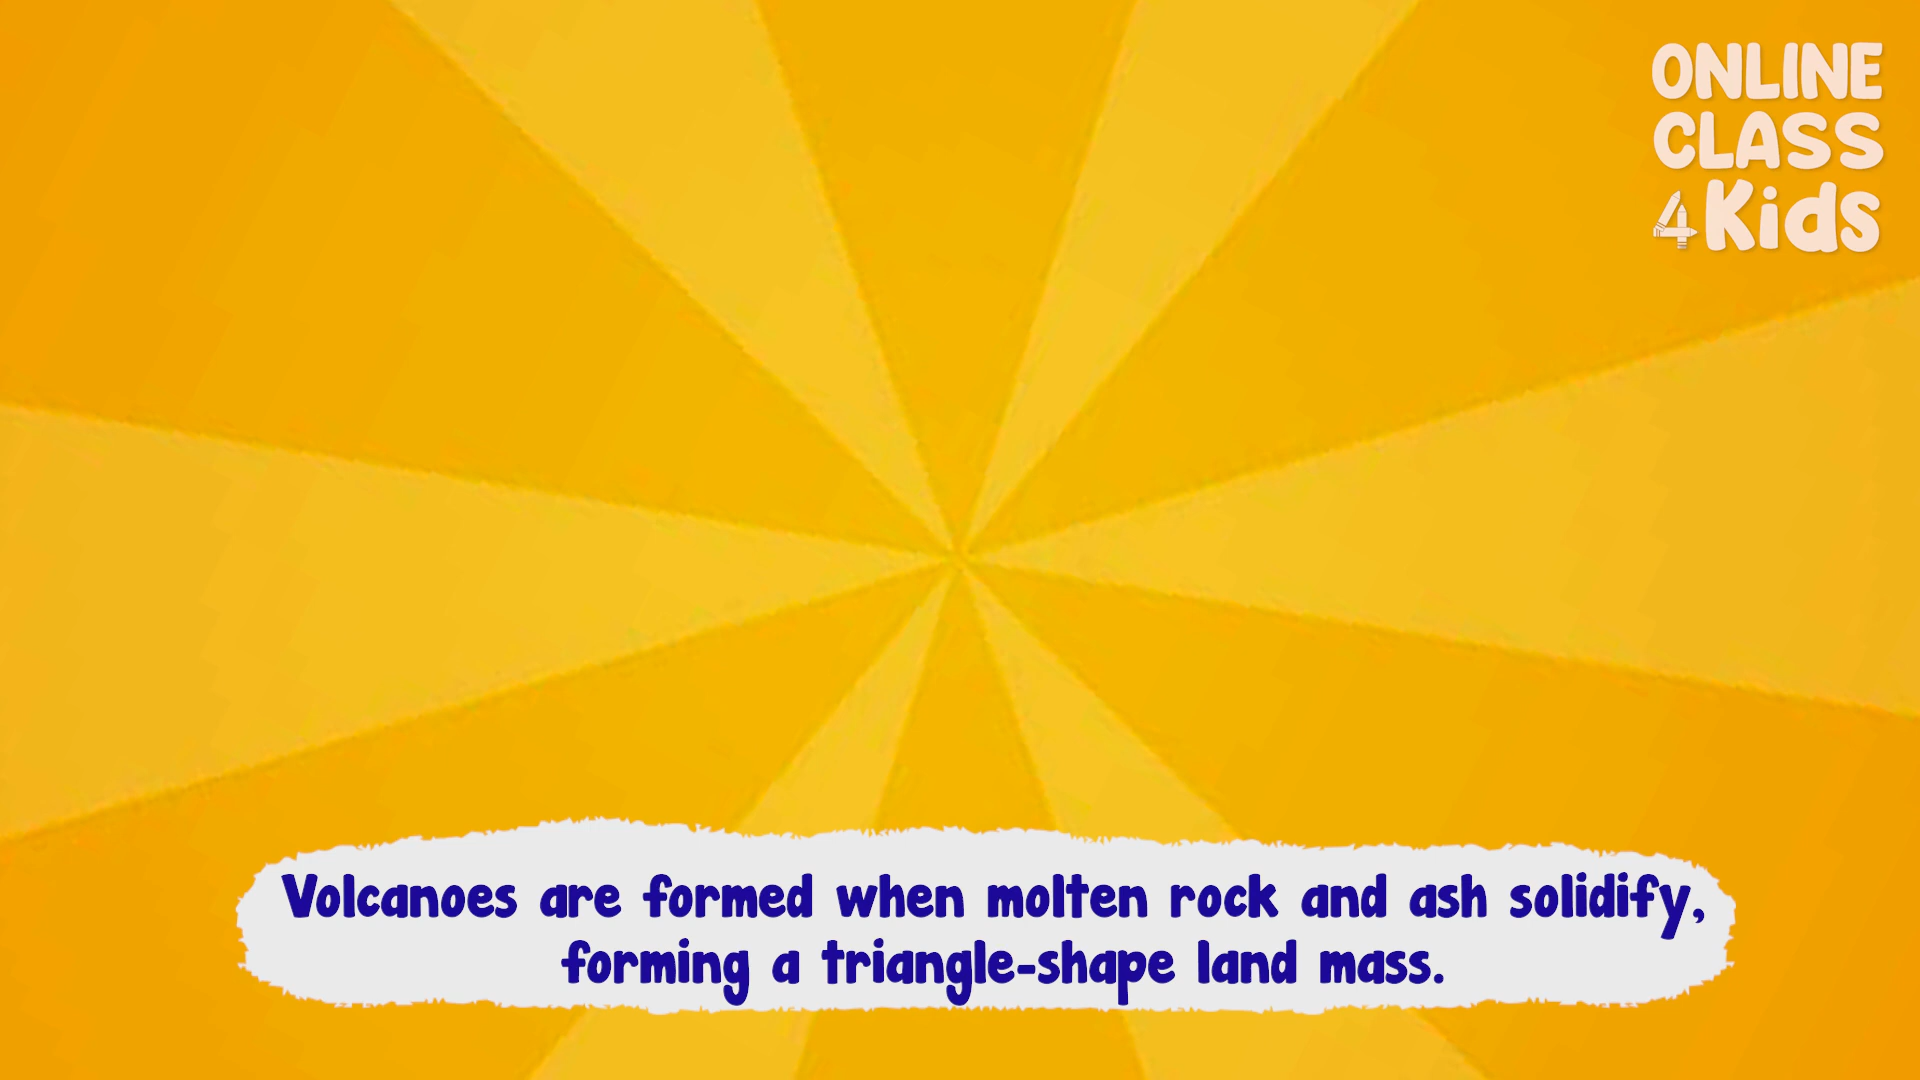 ONLINE
CLASS
4Kids
Volcanoes are formed when molten rock and ash solidify,
forming a triangle-shape land mass.